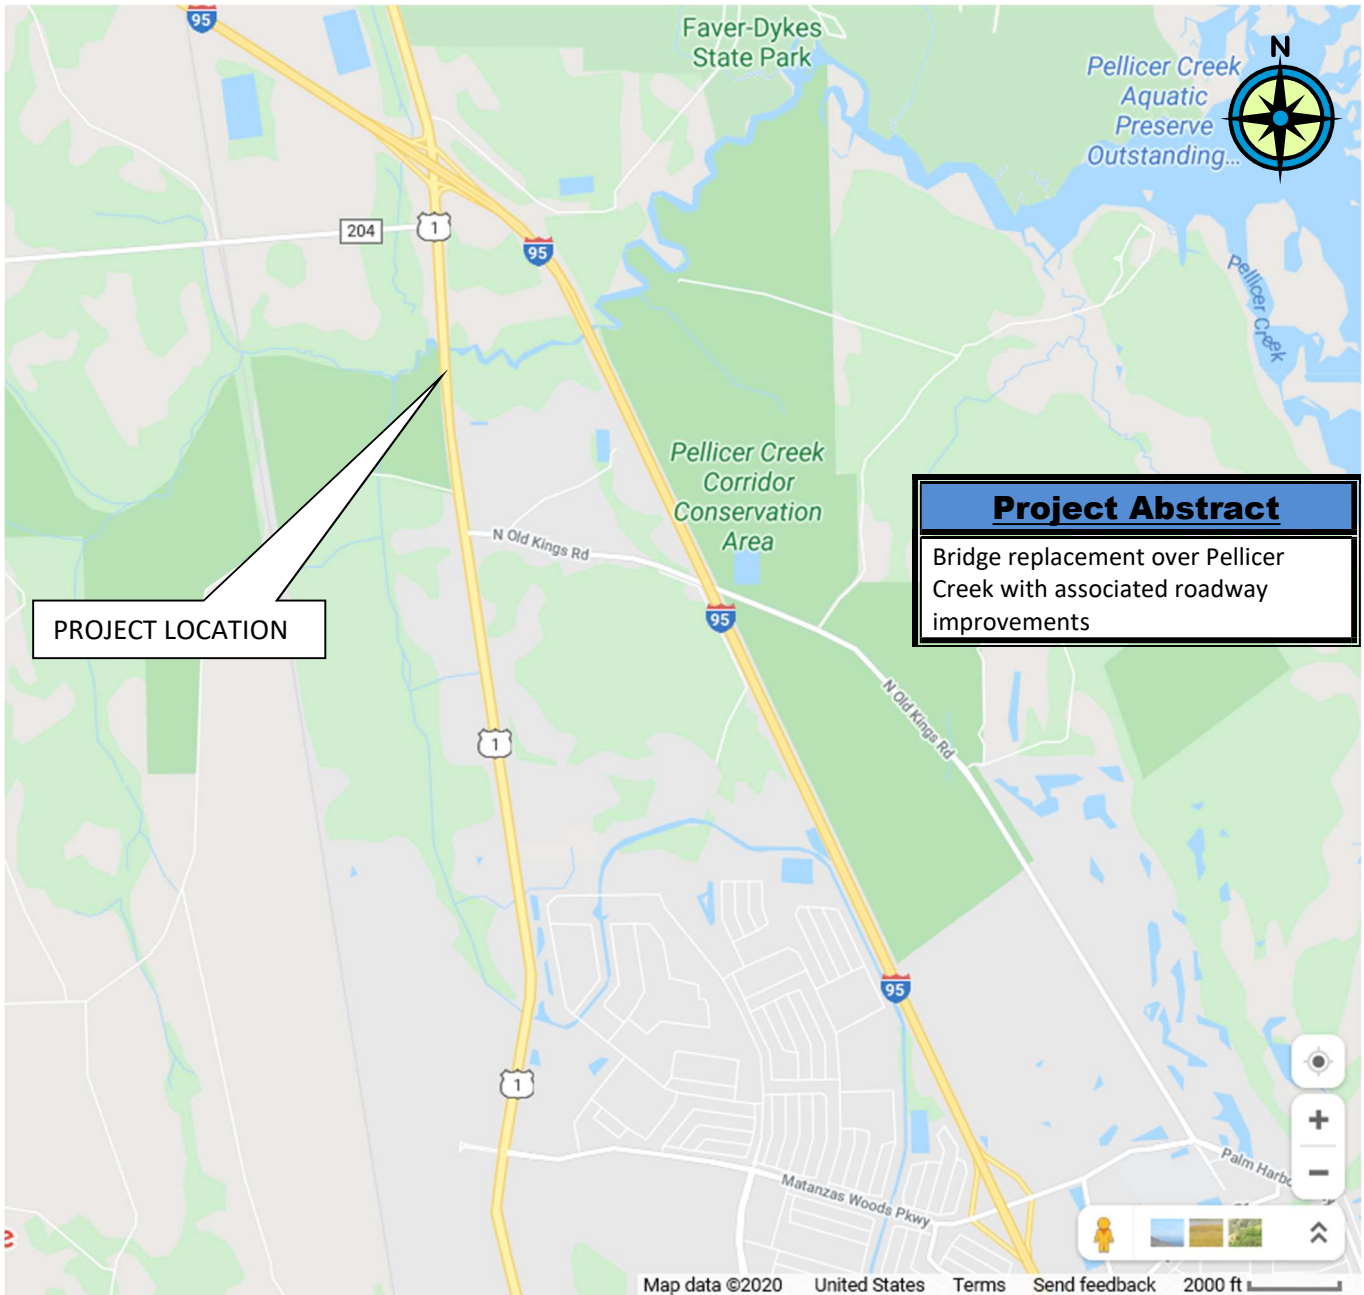 95
Faver-Dykes
State Park
N
Pellicer Creek
Aquatic
Preserve
Outstanding...
204
1
95
Pellicer Creek
Pellicer Creek
Corridor
Conservation
Area
Project Abstract
Bridge replacement over Pellicer
Creek with associated roadway
improvements
N Old Kings Rd
PROJECT LOCATION
95
N Old Kings Rd
1
95
1
Palm Harbo
Matanzas Woods Pkwy
e
Map data ©2020 United States Terms Send feedback 2000 ft